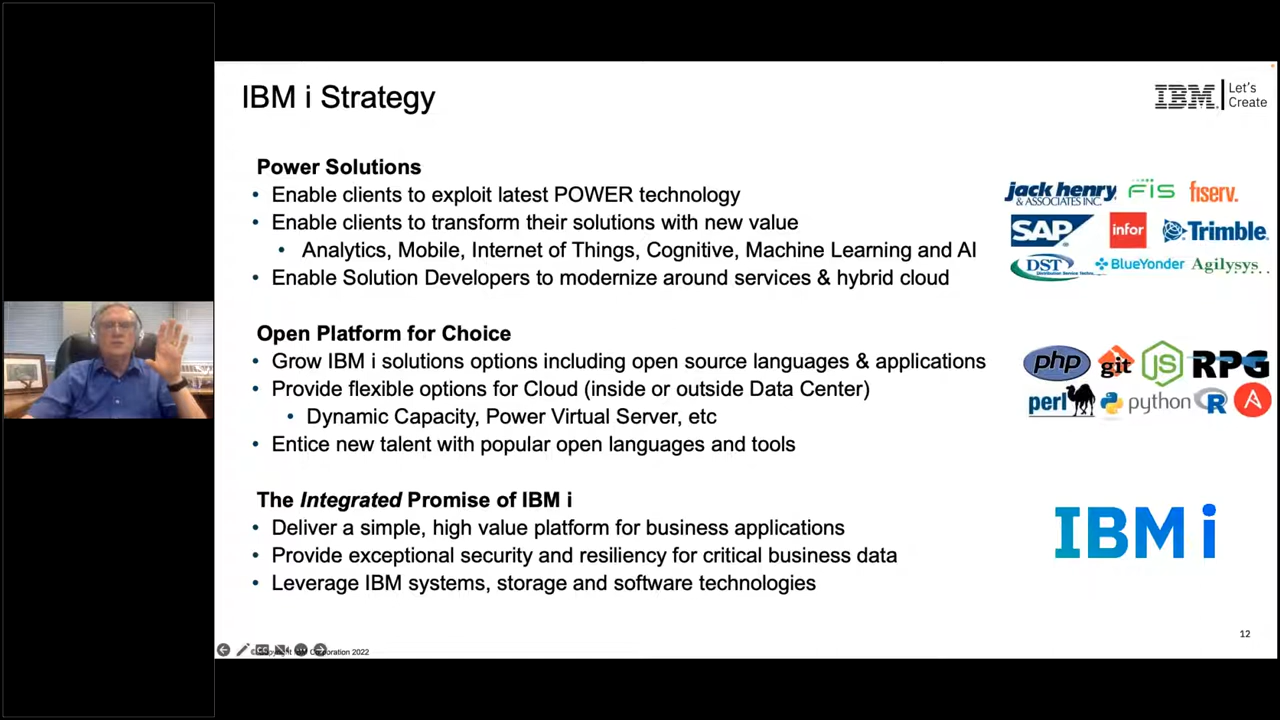 IBM i Strategy
IBM. Let's
Create
Power Solutions
• Enable clients to exploit latest POWER technology
• Enable clients to transform their solutions with new value
• Analytics, Mobile, Internet of Things, Cognitive, Machine Learning and AI
• Enable Solution Developers to modernize around services & hybrid cloud
jack henry FIS fiserv.
& ASSOCIATES INC.
SAP infor Trimble
DST BlueYonder Agilysys
Open Platform for Choice
• Grow IBM i solutions options including open source languages & applications
• Provide flexible options for Cloud (inside or outside Data Center)
• Dynamic Capacity, Power Virtual Server, etc
• Entice new talent with popular open languages and tools
php git JS RPG
perl python R A
The Integrated Promise of IBM i
• Deliver a simple, high value platform for business applications
• Provide exceptional security and resiliency for critical business data
• Leverage IBM systems, storage and software technologies
IBM i
12
Corporation 2022